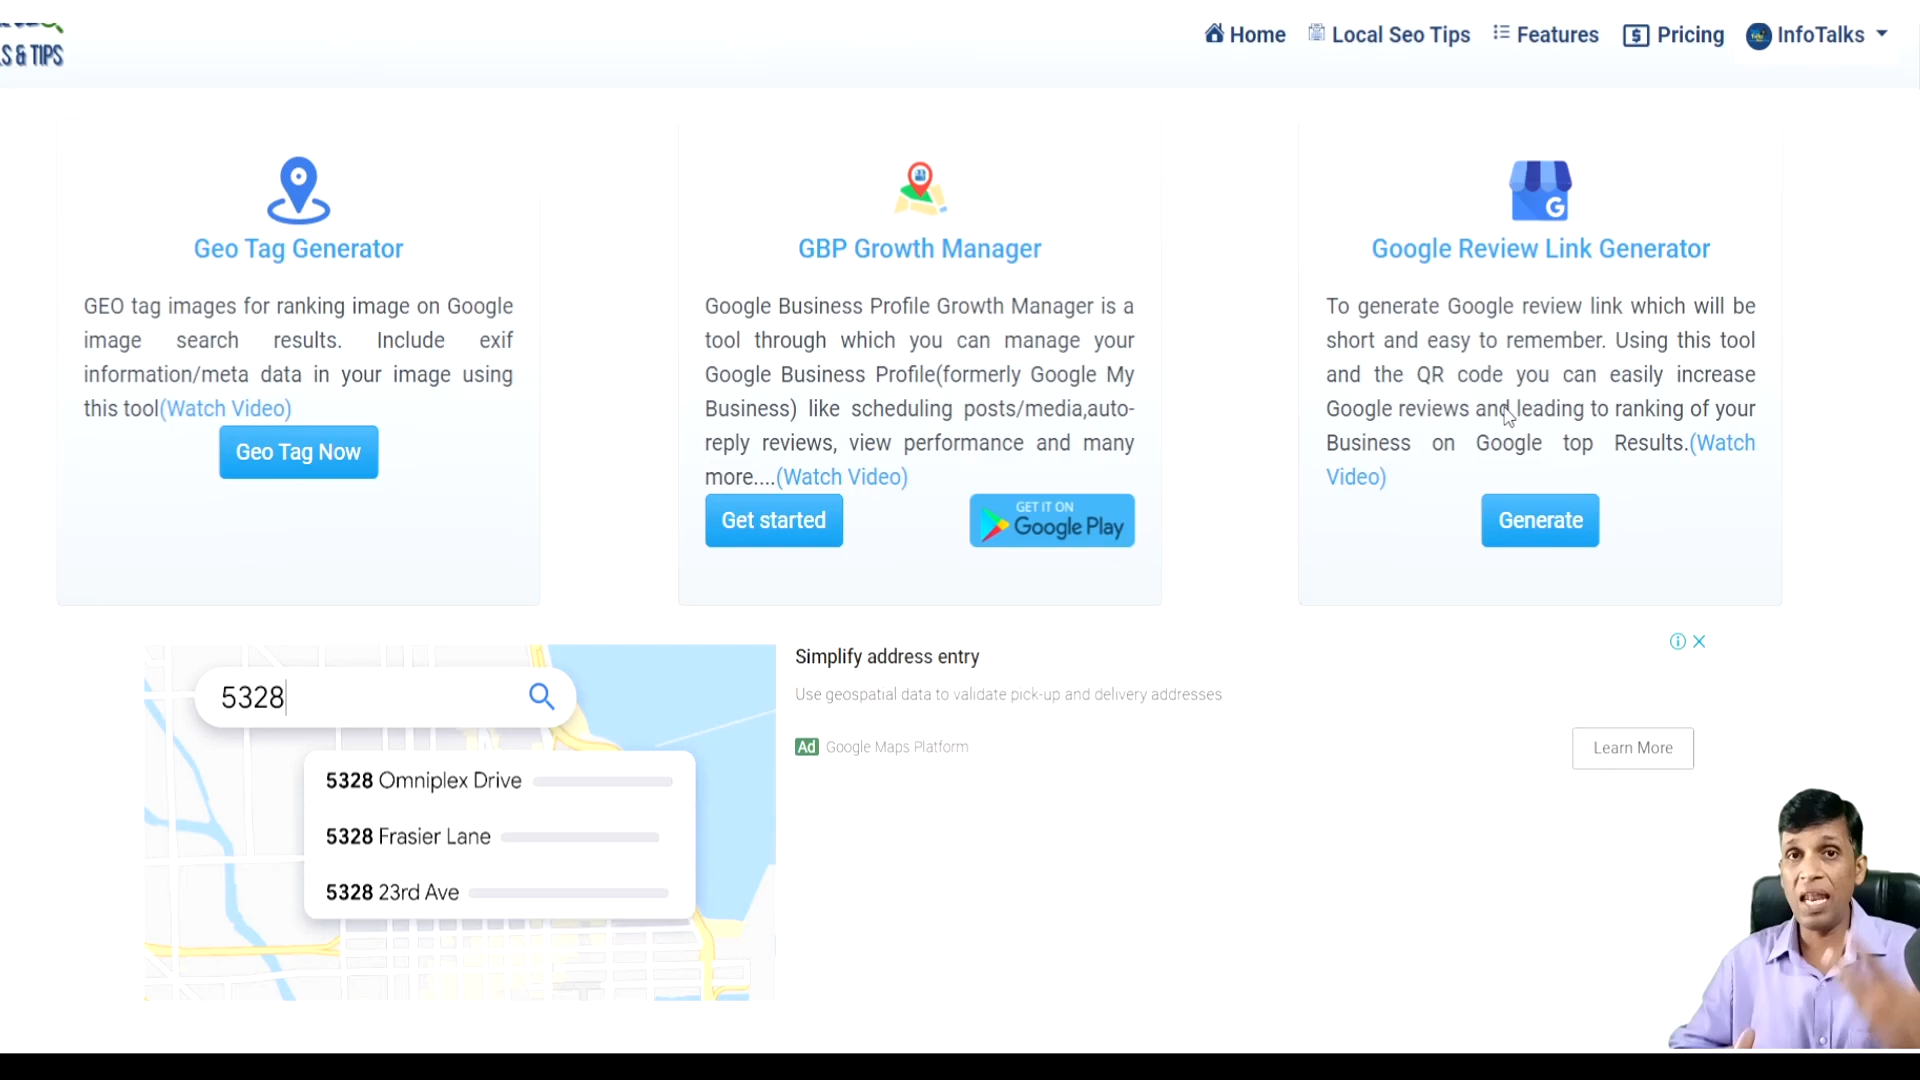 S & TIPS
Home Local Seo Tips Features Pricing InfoTalks
Geo Tag Generator
GEO tag images for ranking image on Google
image search results. Include exif
information/meta data in your image using
this tool(Watch Video)
Geo Tag Now
GBP Growth Manager
Google Business Profile Growth Manager is a
tool through which you can manage your
Google Business Profile(formerly Google My
Business) like scheduling posts/media,auto-
reply reviews, view performance and many
more....(Watch Video)
Get started
GET IT ON
Google Play
Google Review Link Generator
To generate Google review link which will be
short and easy to remember. Using this tool
and the QR code you can easily increase
Google reviews and leading to ranking of your
Business on Google top Results.(Watch
Video)
Generate
5328
5328 Omniplex Drive
5328 Frasier Lane
5328 23rd Ave
Simplify address entry
Use geospatial data to validate pick-up and delivery addresses
Ad Google Maps Platform
Learn More